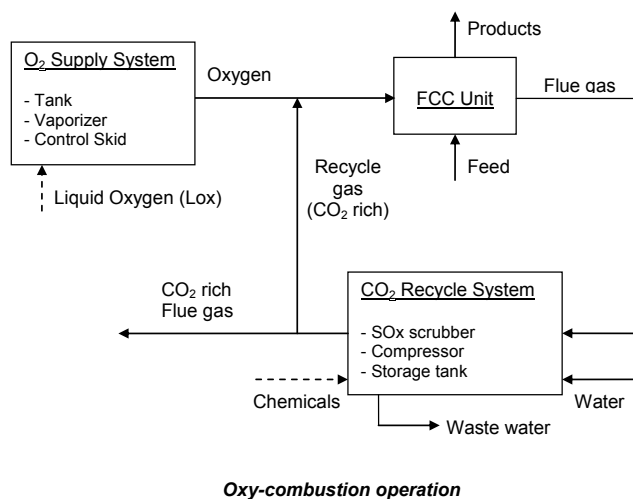 Products
O₂ Supply System
- Tank
- Vaporizer
- Control Skid
Oxygen
FCC Unit
Flue gas
Feed
Liquid Oxygen (Lox)
Recycle
gas
(CO₂ rich)
CO₂ rich
Flue gas
CO₂ Recycle System
- SOx scrubber
- Compressor
- Storage tank
Chemicals
Water
Waste water
Oxy-combustion operation